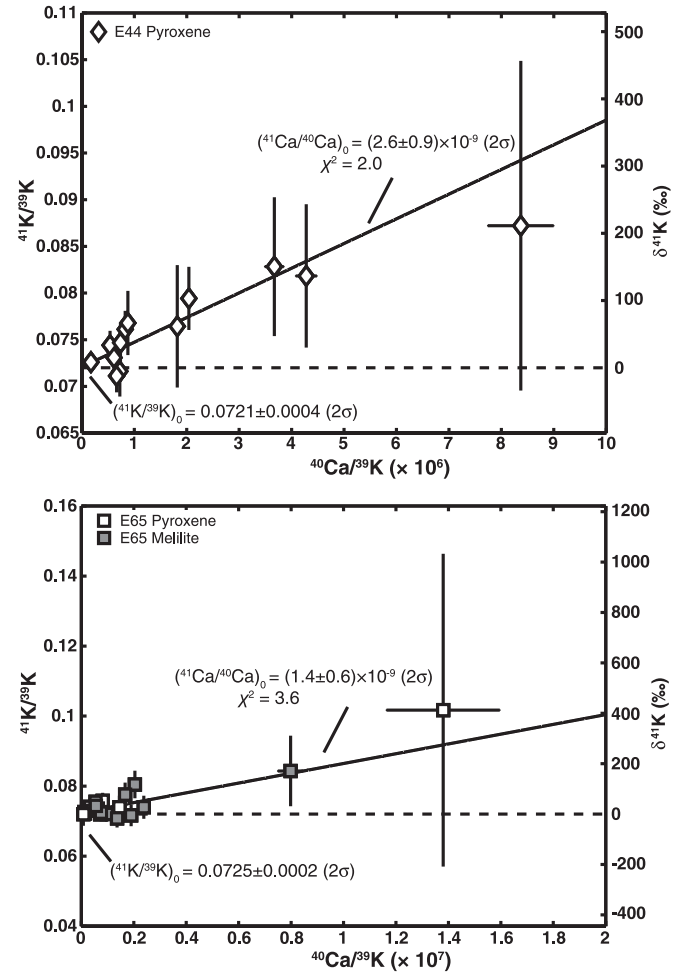 0.11
0.105
0.1
0.095
0.09
0.085
0.08
0.075
0.07
0.065
⁴¹K/³⁹K
E44 Pyroxene
(⁴¹Ca/⁴⁰Ca)₀ = (2.6±0.9)×10⁻⁹ (2σ)
χ² = 2.0
(⁴¹K/³⁹K)₀ = 0.0721±0.0004 (2σ)
500
400
300
200
100
0
δ⁴¹K (‰)
0 1 2 3 4 5 6 7 8 9 10
⁴⁰Ca/³⁹K (× 10⁶)
0.16
0.14
0.12
0.1
0.08
0.06
0.04
⁴¹K/³⁹K
E65 Pyroxene
E65 Melilite
(⁴¹Ca/⁴⁰Ca)₀ = (1.4±0.6)×10⁻⁹ (2σ)
χ² = 3.6
(⁴¹K/³⁹K)₀ = 0.0725±0.0002 (2σ)
1200
1000
800
600
400
200
0
-200
-400
δ⁴¹K (‰)
0 0.2 0.4 0.6 0.8 1 1.2 1.4 1.6 1.8 2
⁴⁰Ca/³⁹K (× 10⁷)